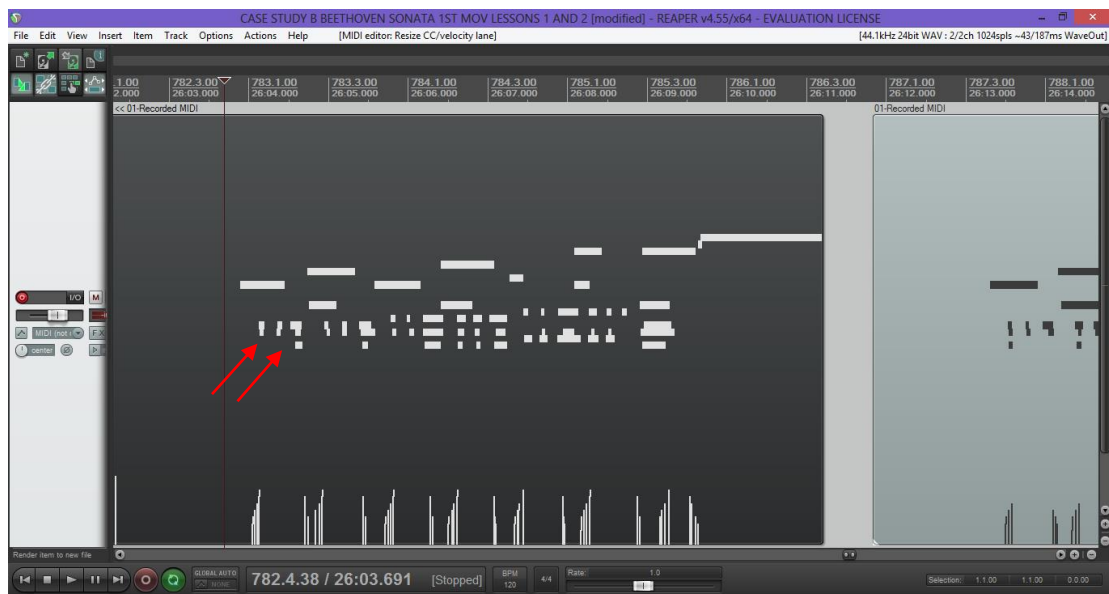 CASE STUDY B BEETHOVEN SONATA 1ST MOV LESSONS 1 AND 2 [modified] - REAPER v4.55/x64 - EVALUATION LICENSE
File Edit View Insert Item Track Options Actions Help [MIDI editor: Resize CC/velocity lane] [44.1kHz 24bit WAV : 2/2ch 1024spls ~43/187ms WaveOut]
.1.00 782.3.00 783.1.00 783.3.00 784.1.00 784.3.00 785.1.00 785.3.00 786.1.00 786.3.00 787.1.00 787.3.00 788.1.00
2.000 26:03.000 26:04.000 26:05.000 26:06.000 26:07.000 26:08.000 26:09.000 26:10.000 26:11.000 26:12.000 26:13.000 26:14.000
<< 01-Recorded MIDI 01-Recorded MIDI
I/O M
MIDI (not i FX
center
Render item to new file
GLOBAL AUTO
NONE
782.4.38 / 26:03.691 [Stopped] BPM 120 4/4 Rate: 1.0 Selection: 1.1.00 1.1.00 0.0.00